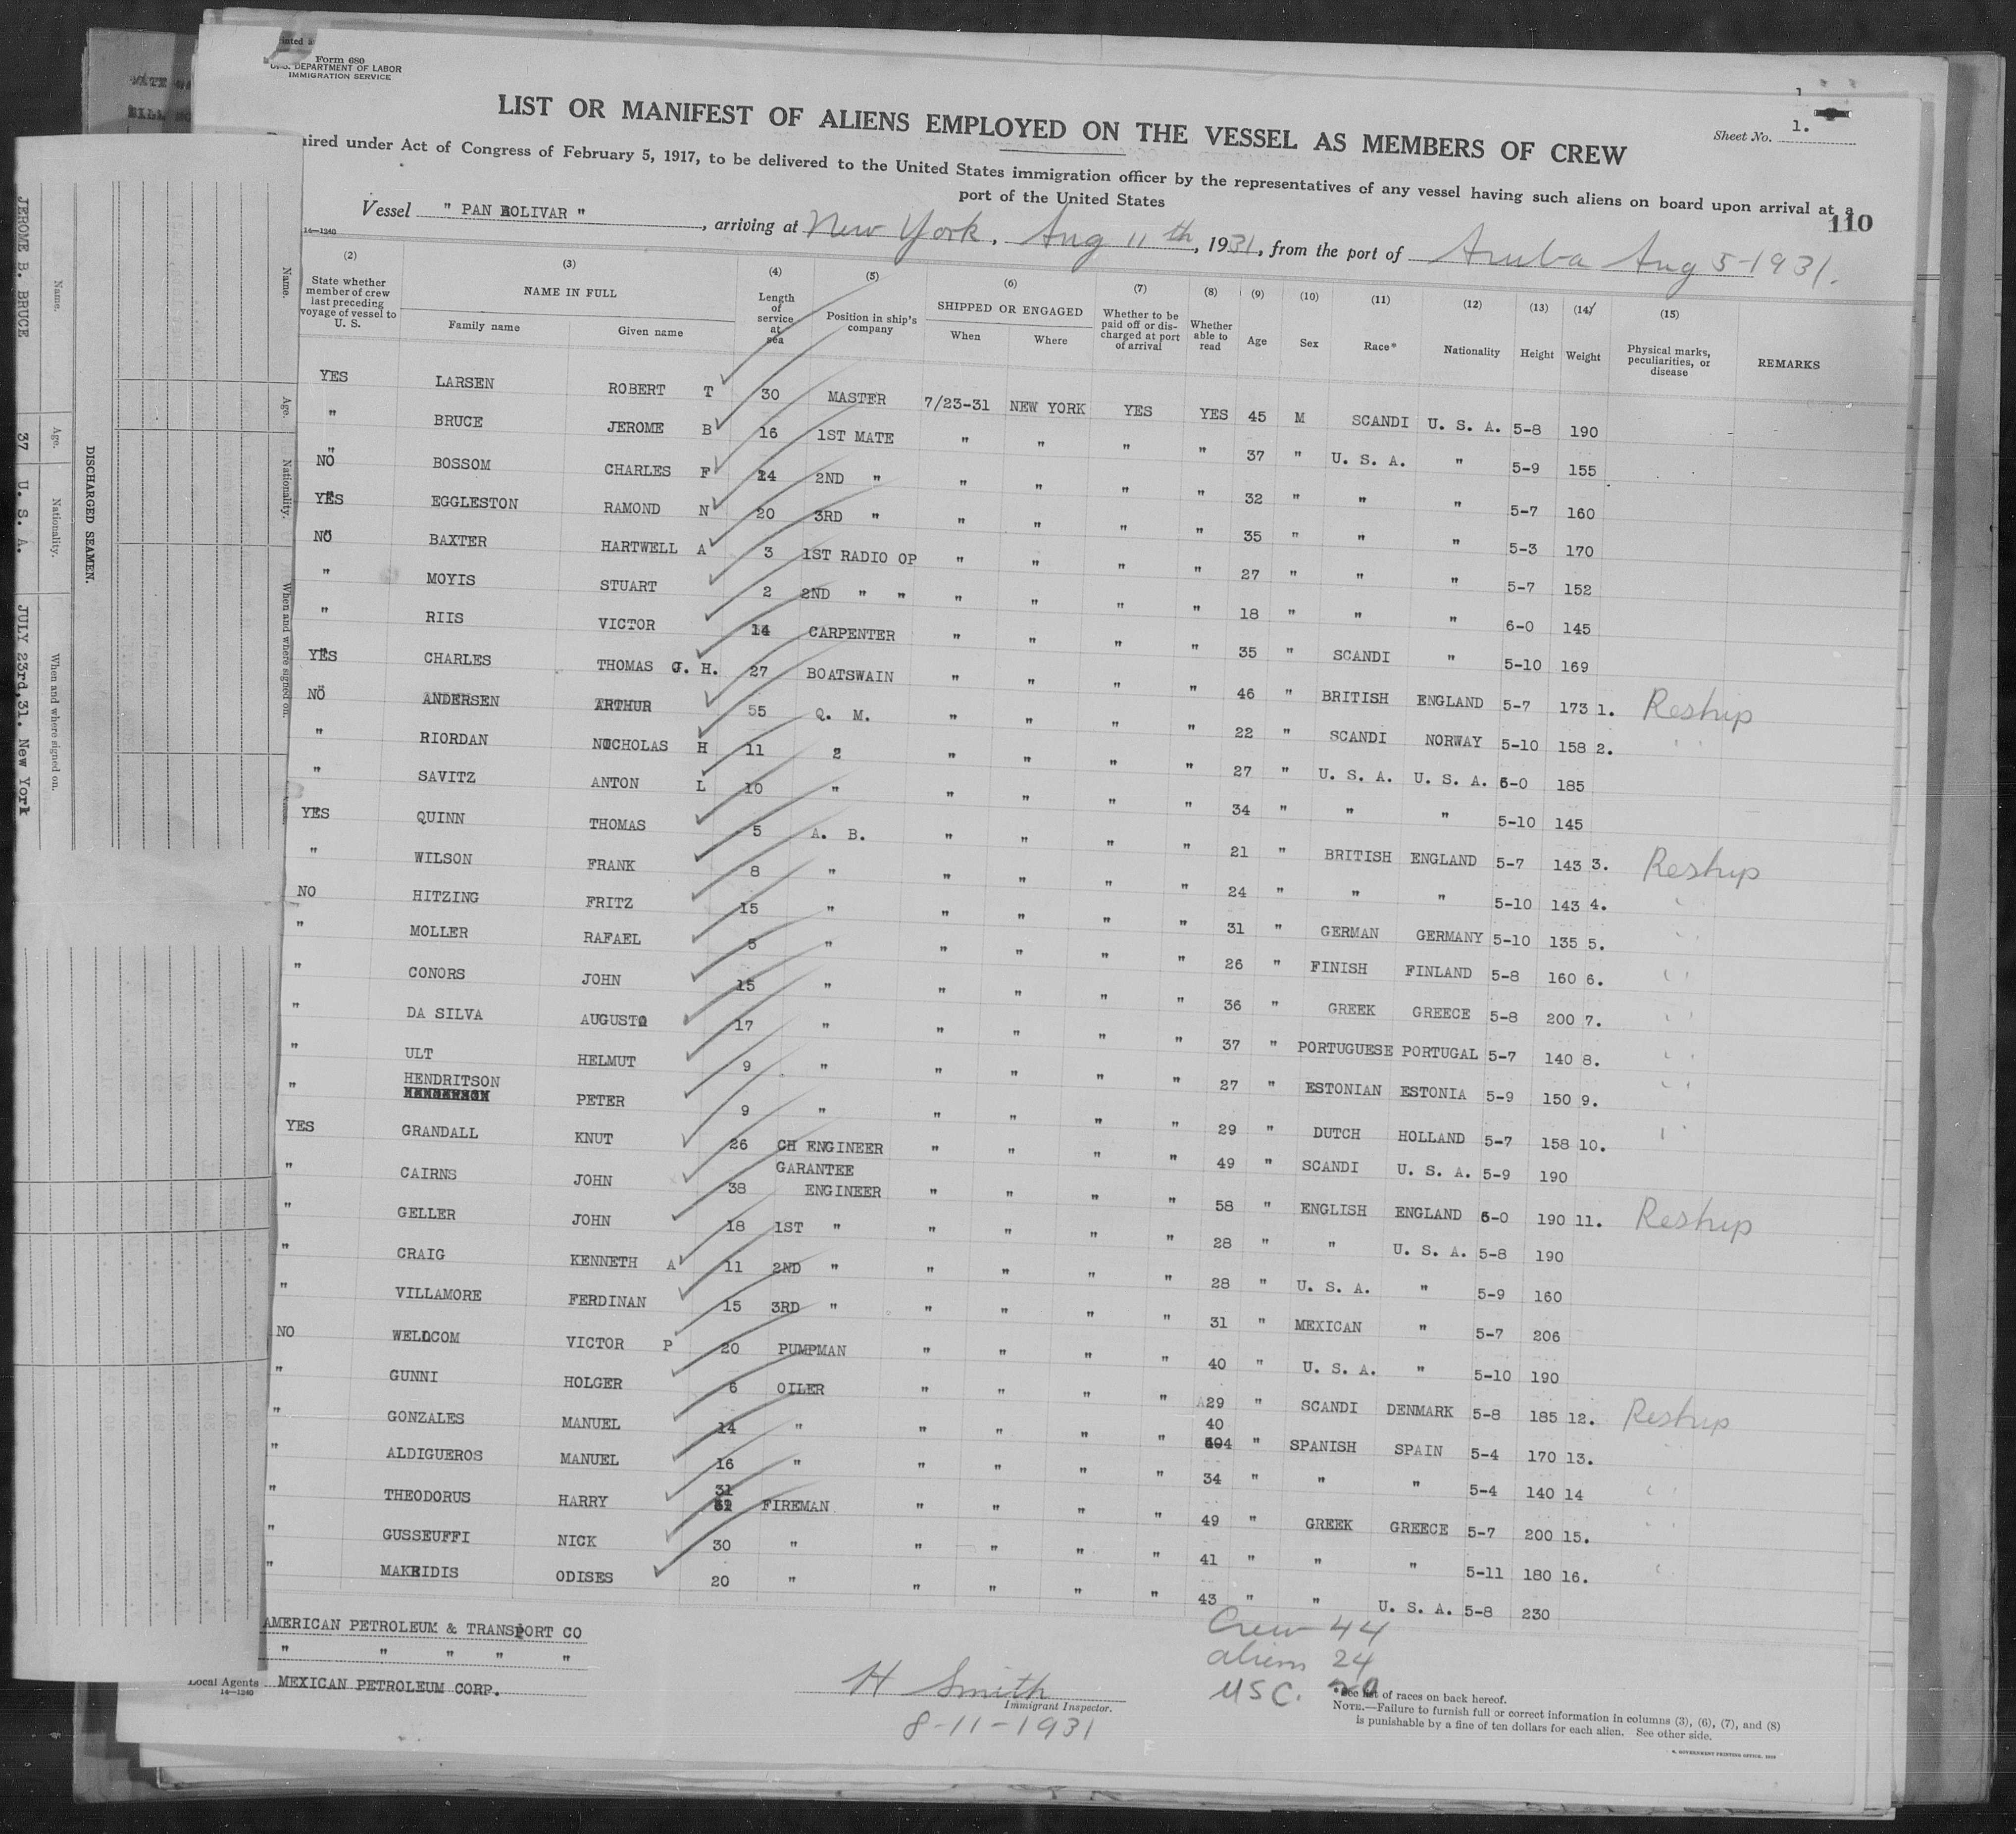 Form 680
U.S. DEPARTMENT OF LABOR
IMMIGRATION SERVICE
LIST OR MANIFEST OF ALIENS EMPLOYED ON THE VESSEL AS MEMBERS OF CREW
Sheet No. 1.
uired under Act of Congress of February 5, 1917, to be delivered to the United States immigration officer by the representatives of any vessel having such aliens on board upon arrival at a
port of the United States
110
Vessel " PAN BOLIVAR " , arriving at New York , Aug 11 th , 1931, from the port of Aruba Aug 5-1931.
14-1240
(2) (3) (4) (5) (6) (7) (8) (9) (10) (11) (12) (13) (14) (15)
State whether member of crew last preceding voyage of vessel to U. S. NAME IN FULL Family name Given name Length of service at sea Position in ship's company SHIPPED OR ENGAGED When Where Whether to be paid off or discharged at port of arrival Whether able to read Age Sex Race* Nationality Height Weight Physical marks, peculiarities, or disease REMARKS
YES LARSEN ROBERT T 30 MASTER 7/23-31 NEW YORK YES YES 45 M SCANDI U. S. A. 5-8 190
" BRUCE JEROME B 16 1ST MATE " " " " 37 " U. S. A. " 5-9 155
NO BOSSOM CHARLES F 14 2ND " " " " " 32 " " " 5-7 160
YES EGGLESTON RAMOND N 20 3RD " " " " " 35 " " " 5-3 170
NO BAXTER HARTWELL A 3 1ST RADIO OP " " " " 27 " " " 5-7 152
" MOYIS STUART 2 2ND " " " " " " 18 " " " 6-0 145
" RIIS VICTOR 14 CARPENTER " " " " 35 " SCANDI " 5-10 169
YES CHARLES THOMAS J. H. 27 BOATSWAIN " " " " 46 " BRITISH ENGLAND 5-7 173 1. Reship
NO ANDERSEN ARTHUR 55 Q. M. " " " " 22 " SCANDI NORWAY 5-10 158 2. " "
" RIORDAN NICHOLAS H 11 2 " " " " 27 " U. S. A. U. S. A. 6-0 185
" SAVITZ ANTON L 10 " " " " " 34 " " " 5-10 145
YES QUINN THOMAS 5 A. B. " " " " 21 " BRITISH ENGLAND 5-7 143 3. Reship
" WILSON FRANK 8 " " " " " 24 " " " 5-10 143 4. "
NO HITZING FRITZ 15 " " " " " 31 " GERMAN GERMANY 5-10 135 5. "
" MOLLER RAFAEL 5 " " " " " 26 " FINISH FINLAND 5-8 160 6. "
" CONORS JOHN 15 " " " " " 36 " GREEK GREECE 5-8 200 7. "
" DA SILVA AUGUSTO 17 " " " " " 37 " PORTUGUESE PORTUGAL 5-7 140 8. "
" ULT HELMUT 9 " " " " " 27 " ESTONIAN ESTONIA 5-9 150 9. "
" HENDRITSON PETER 9 " " " " " 29 " DUTCH HOLLAND 5-7 158 10. "
YES GRANDALL KNUT 26 CH ENGINEER " " " " 49 " SCANDI U. S. A. 5-9 190
" CAIRNS JOHN 38 GARANTEE ENGINEER " " " " 58 " ENGLISH ENGLAND 6-0 190 11. Reship
" GELLER JOHN 18 1ST " " " " " 28 " " U. S. A. 5-8 190
" CRAIG KENNETH A 11 2ND " " " " " 28 " U. S. A. " 5-9 160
" VILLAMORE FERDINAN 15 3RD " " " " " 31 " MEXICAN " 5-7 206
NO WELLCOM VICTOR P 20 PUMPMAN " " " " 40 " U. S. A. " 5-10 190
" GUNNI HOLGER 6 OILER " " " " 29 " SCANDI DENMARK 5-8 185 12. Reship
" GONZALES MANUEL 14 " " " " " 40 " SPANISH SPAIN 5-4 170 13.
" ALDIGUEROS MANUEL 16 " " " " " 34 " " " 5-4 140 14 "
" THEODORUS HARRY 31 FIREMAN " " " " 49 " GREEK GREECE 5-7 200 15. "
" GUSSEUFFI NICK 30 " " " " " 41 " " " 5-11 180 16. "
" MAKRIDIS ODISES 20 " " " " " 43 " " U. S. A. 5-8 230
AMERICAN PETROLEUM & TRANSPORT CO
" " " " "
Local Agents MEXICAN PETROLEUM CORP.
14-1240
H Smith
Immigrant Inspector.
8-11-1931
Crew 44
aliens 24
USC. 20
*See list of races on back hereof.
NOTE.—Failure to furnish full or correct information in columns (3), (6), (7), and (8)
is punishable by a fine of ten dollars for each alien. See other side.
DISCHARGED SEAMEN.
Name. Age. Nationality. When and where signed on.
JEROME B. BRUCE 37 U. S. A. JULY 23rd,31. New York
Name. Age. Nationality. When and where signed on.